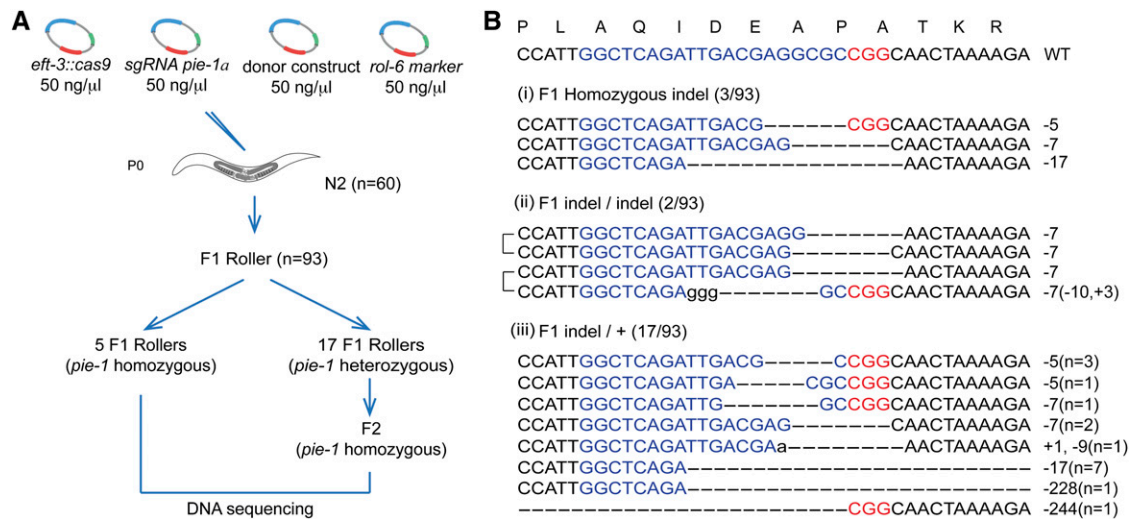 A
eft-3::cas9 sgRNA pie-1a donor construct rol-6 marker
50 ng/µl 50 ng/µl 50 ng/µl 50 ng/µl
P0
N2 (n=60)
F1 Roller (n=93)
5 F1 Rollers 17 F1 Rollers
(pie-1 homozygous) (pie-1 heterozygous)
F2
(pie-1 homozygous)
DNA sequencing
B
P L A Q I D E A P A T K R
CCATTGGCTCAGATTGACGAGGCGCCGGCAACTAAAAGA WT
(i) F1 Homozygous indel (3/93)
CCATTGGCTCAGATTGACG——————CGGCAACTAAAAGA -5
CCATTGGCTCAGATTGACGAG————————CAACTAAAAGA -7
CCATTGGCTCAGA————————————————AACTAAAAGA -17
(ii) F1 indel / indel (2/93)
CCATTGGCTCAGATTGACGAGG———————AACTAAAAGA -7
CCATTGGCTCAGATTGACGAG———————CAACTAAAAGA -7
CCATTGGCTCAGATTGACGAG————————AACTAAAAGA -7
CCATTGGCTCAGAggg————————GCCGGCAACTAAAAGA -7(-10,+3)
(iii) F1 indel / + (17/93)
CCATTGGCTCAGATTGACG——————CCGGCAACTAAAAGA -5(n=3)
CCATTGGCTCAGATTGA—————CGCCGGCAACTAAAAGA -5(n=1)
CCATTGGCTCAGATTG———————GCCGGCAACTAAAAGA -7(n=1)
CCATTGGCTCAGATTGACGAG———————CAACTAAAAGA -7(n=2)
CCATTGGCTCAGATTGACGAa————————AACTAAAAGA +1, -9(n=1)
CCATTGGCTCAGA—————————————————————————— -17(n=7)
CCATTGGCTCAGA—————————————————————————— -228(n=1)
————————————————————————CGGCAACTAAAAGA -244(n=1)